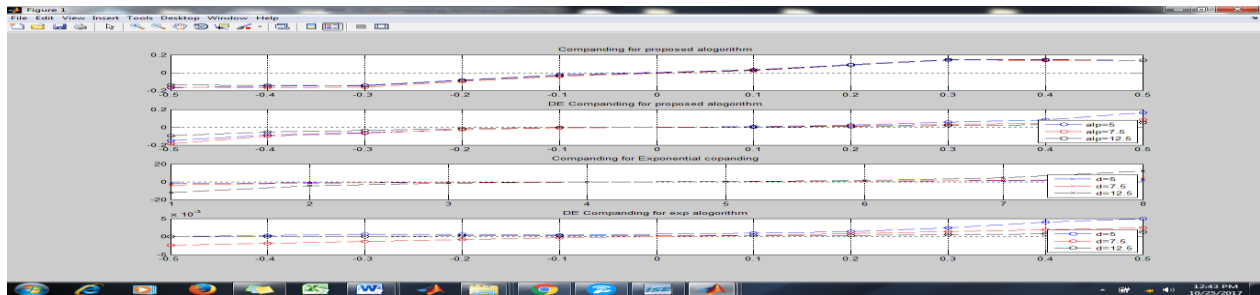 Figure 1
File Edit View Insert Tools Desktop Window Help
Companding for proposed alogorithm
0.2
0
-0.2
-0.5 -0.4 -0.3 -0.2 -0.1 0 0.1 0.2 0.3 0.4 0.5
DE Companding for proposed alogorithm
0.2
0
-0.2
alp=5
alp=7.5
alp=12.5
-0.5 -0.4 -0.3 -0.2 -0.1 0 0.1 0.2 0.3 0.4 0.5
Companding for Exponential copanding
20
0
-20
d=5
d=7.5
d=12.5
1 2 3 4 5 6 7 8
× 10⁻³
DE Companding for exp alogorithm
5
0
-5
d=5
d=7.5
d=12.5
-0.5 -0.4 -0.3 -0.2 -0.1 0 0.1 0.2 0.3 0.4 0.5
ISE
12:43 PM
10/25/2017